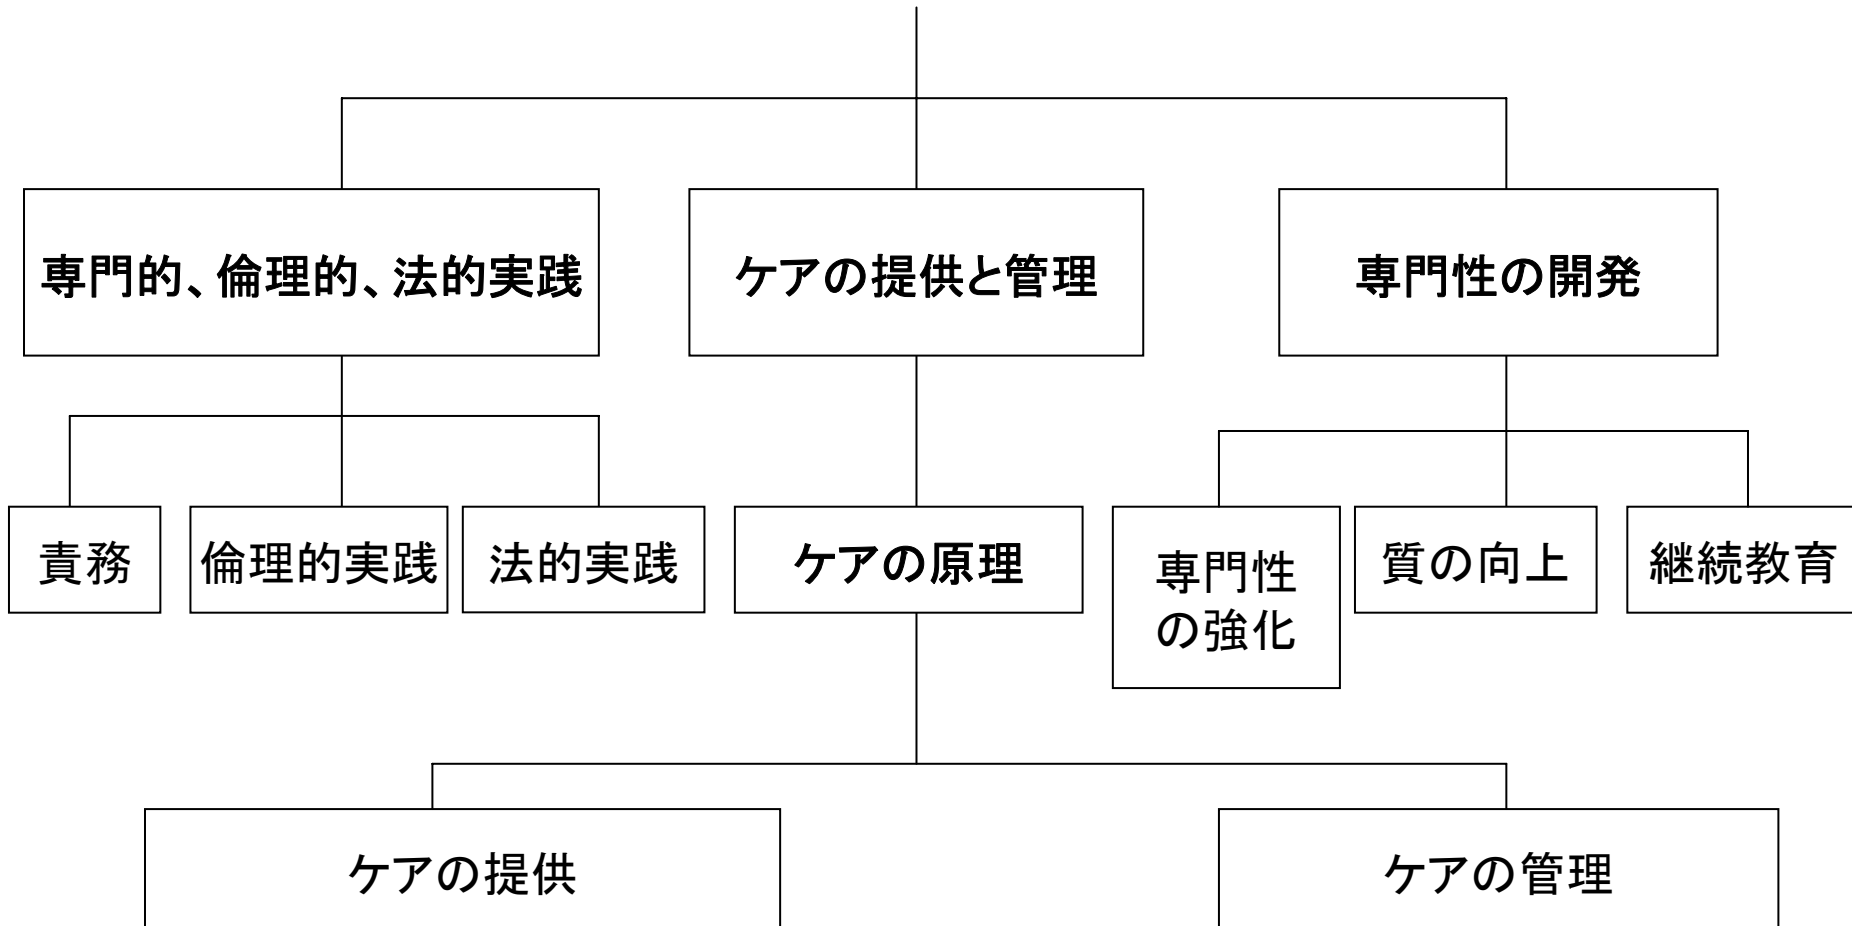 専門的、倫理的、法的実践
ケアの提供と管理
専門性の開発
責務
倫理的実践
法的実践
ケアの原理
専門性
の強化
質の向上
継続教育
ケアの提供
ケアの管理